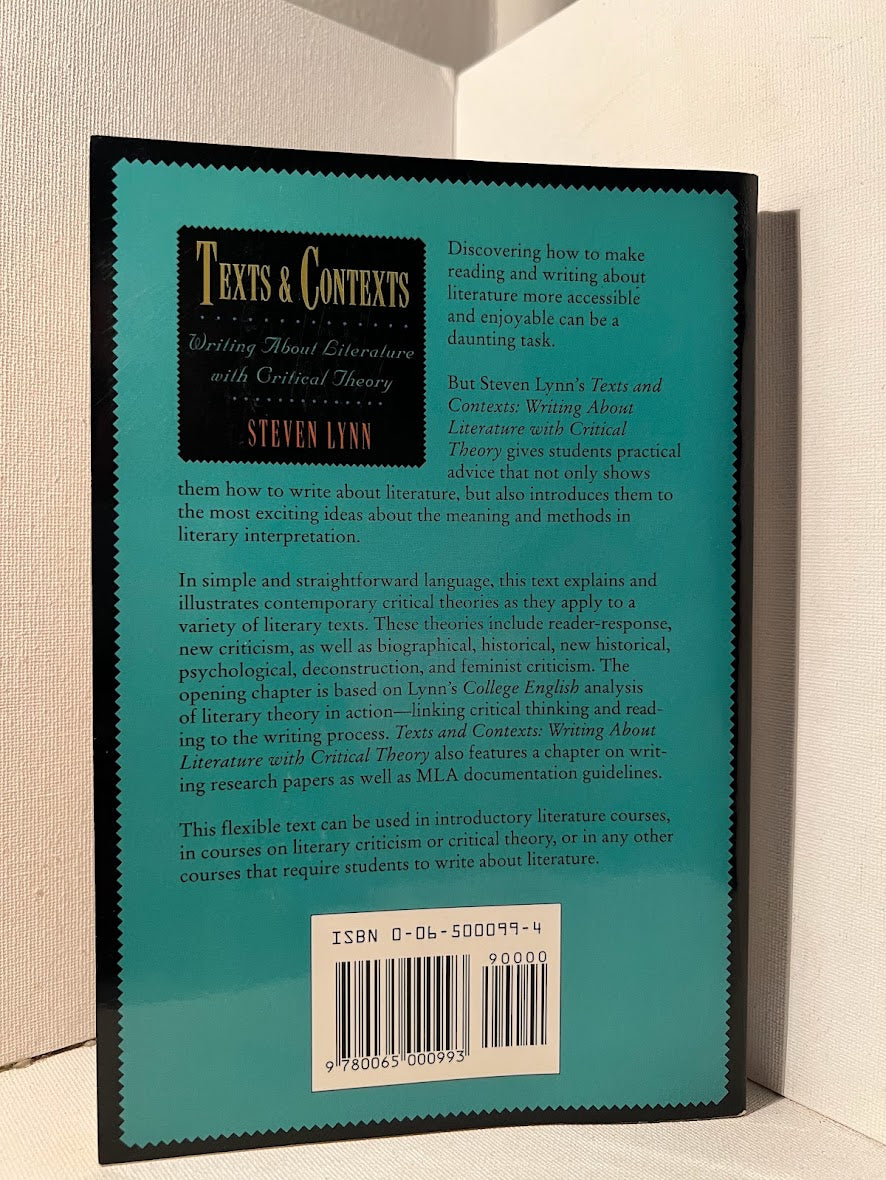 TEXTS & CONTEXTS
Writing About Literature
with Critical Theory
STEVEN LYNN
Discovering how to make
reading and writing about
literature more accessible
and enjoyable can be a
daunting task.
But Steven Lynn's Texts and
Contexts: Writing About
Literature with Critical
Theory gives students practical
advice that not only shows
them how to write about literature, but also introduces them to
the most exciting ideas about the meaning and methods in
literary interpretation.
In simple and straightforward language, this text explains and
illustrates contemporary critical theories as they apply to a
variety of literary texts. These theories include reader-response,
new criticism, as well as biographical, historical, new historical,
psychological, deconstruction, and feminist criticism. The
opening chapter is based on Lynn's College English analysis
of literary theory in action—linking critical thinking and read-
ing to the writing process. Texts and Contexts: Writing About
Literature with Critical Theory also features a chapter on writ-
ing research papers as well as MLA documentation guidelines.
This flexible text can be used in introductory literature courses,
in courses on literary criticism or critical theory, or in any other
courses that require students to write about literature.
ISBN 0-06-500099-4
90000
9 780065 000993